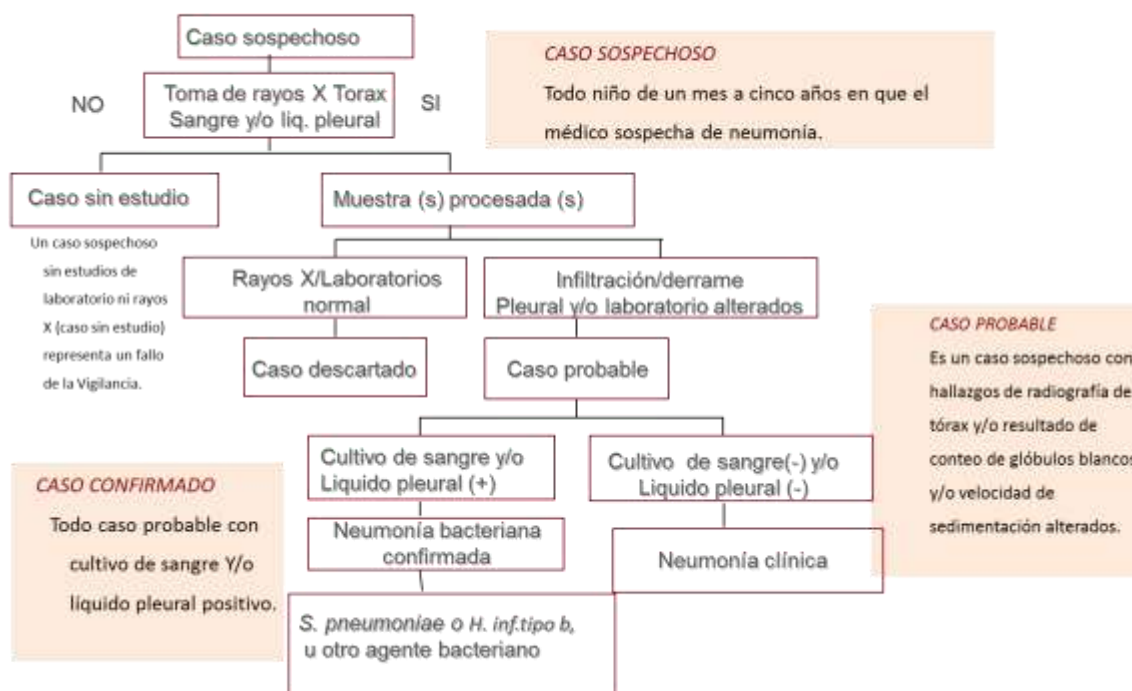 Caso sospechoso
CASO SOSPECHOSO
Todo niño de un mes a cinco años en que el
médico sospecha de neumonía.
NO
Toma de rayos X Torax
Sangre y/o liq. pleural
SI
Caso sin estudio
Muestra (s) procesada (s)
Un caso sospechoso
sin estudios de
laboratorio ni rayos
X (caso sin estudio)
representa un fallo
de la Vigilancia.
Rayos X/Laboratorios
normal
Infiltración/derrame
Pleural y/o laboratorio alterados
Caso descartado
Caso probable
CASO PROBABLE
Es un caso sospechoso con
hallazgos de radiografía de
tórax y/o resultado de
conteo de glóbulos blancos
y/o velocidad de
sedimentación alterados.
Cultivo de sangre y/o
Liquido pleural (+)
Cultivo de sangre(-) y/o
Liquido pleural (-)
CASO CONFIRMADO
Todo caso probable con
cultivo de sangre Y/o
líquido pleural positivo.
Neumonía bacteriana
confirmada
Neumonía clínica
S. pneumoniae o H. inf.tipo b,
u otro agente bacteriano